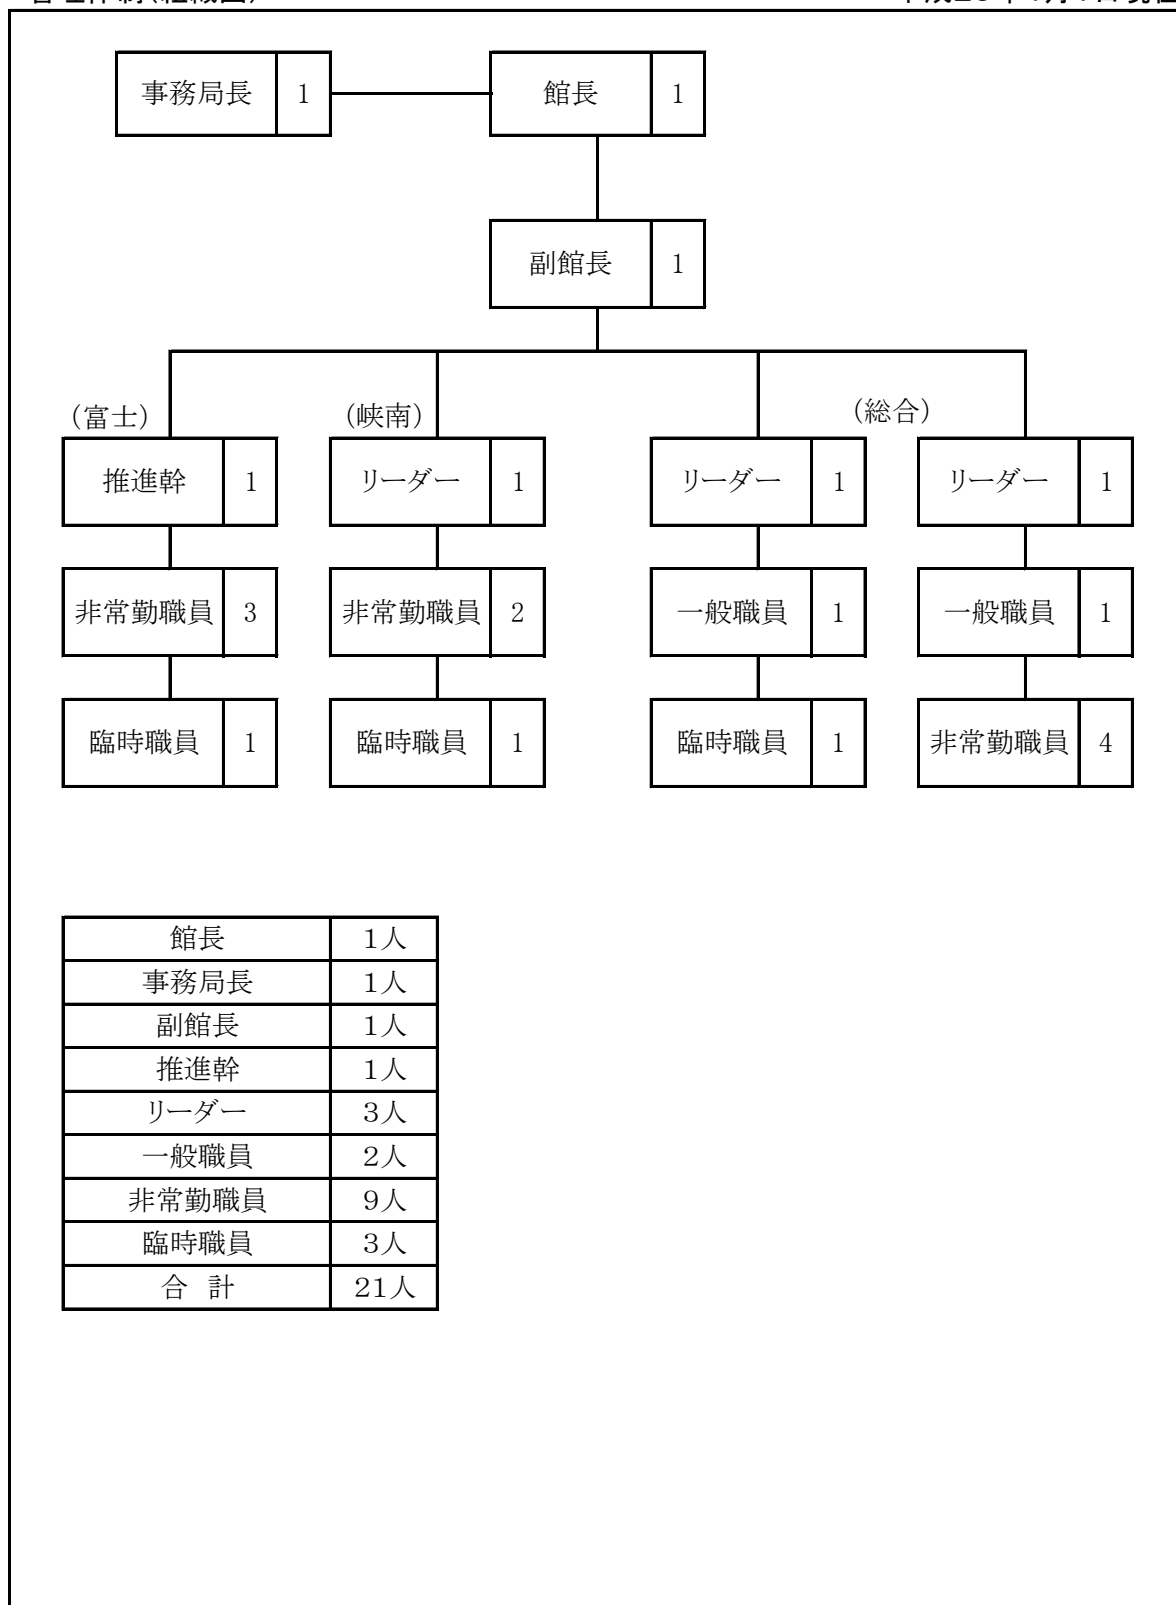 事務局長 1 館長 1
副館長 1
(富士) (峡南) (総合)
推進幹 1 リーダー 1 リーダー 1 リーダー 1
非常勤職員 3 非常勤職員 2 一般職員 1 一般職員 1
臨時職員 1 臨時職員 1 臨時職員 1 非常勤職員 4
館長 1人
事務局長 1人
副館長 1人
推進幹 1人
リーダー 3人
一般職員 2人
非常勤職員 9人
臨時職員 3人
合 計 21人